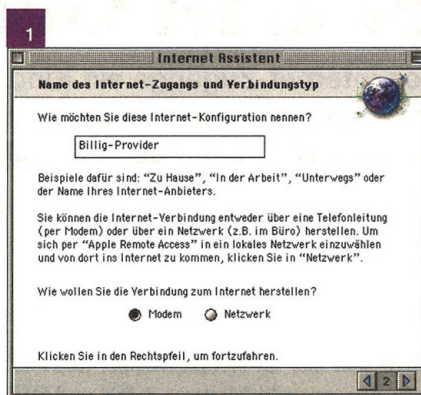 1
Internet Assistent
Name des Internet-Zugangs und Verbindungstyp
Wie möchten Sie diese Internet-Konfiguration nennen?
Billig-Provider
Beispiele dafür sind: “Zu Hause”, “In der Arbeit”, “Unterwegs” oder
der Name Ihres Internet-Anbieters.
Sie können die Internet-Verbindung entweder über eine Telefonleitung
(per Modem) oder über ein Netzwerk (z.B. im Büro) herstellen. Um
sich per “Apple Remote Access” in ein lokales Netzwerk einzuwählen
und von dort ins Internet zu kommen, klicken Sie in “Netzwerk”.
Wie wollen Sie die Verbindung zum Internet herstellen?
Modem Netzwerk
Klicken Sie in den Rechtspfeil, um fortzufahren.
2